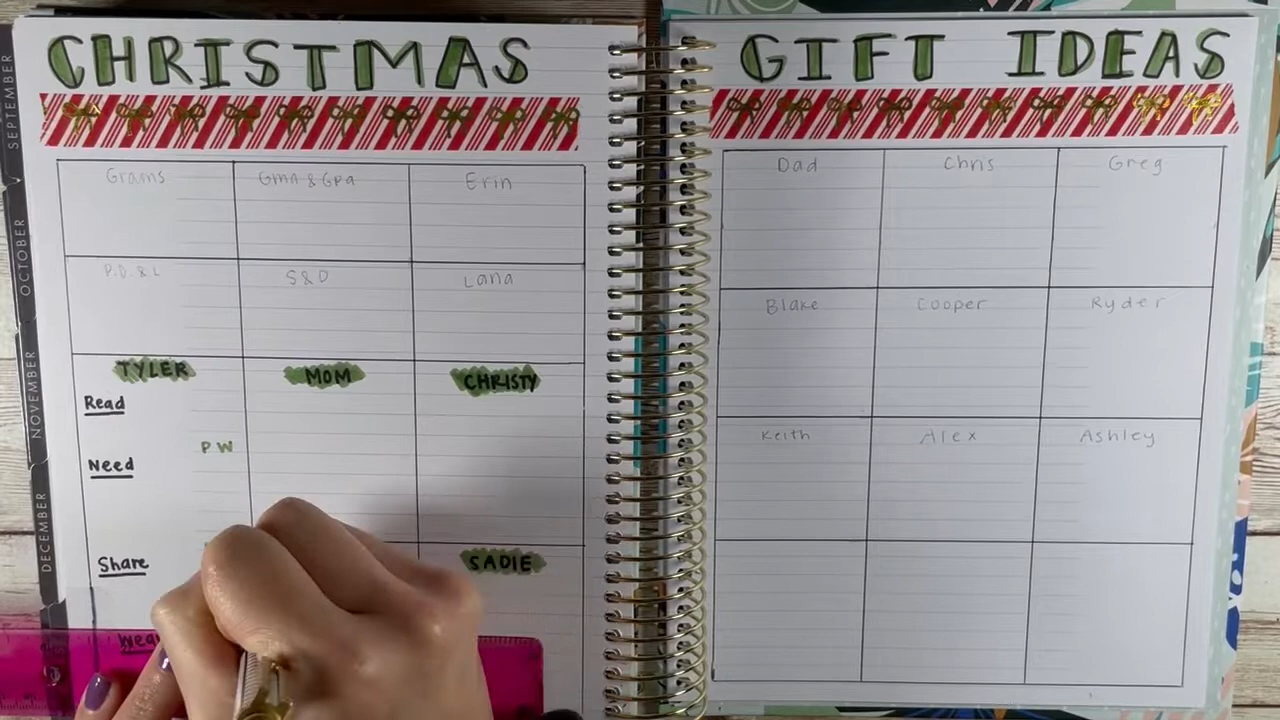 CHRISTMAS GIFT IDEAS
SEPTEMBER
OCTOBER
NOVEMBER
DECEMBER
Grams GMA & GPA Erin
P.D. & L S&D Lana
TYLER MOM CHRISTY
Read
PW
Need
Share SADIE
Wear
Dad Chris Greg
Blake Cooper Ryder
Keith Alex Ashley